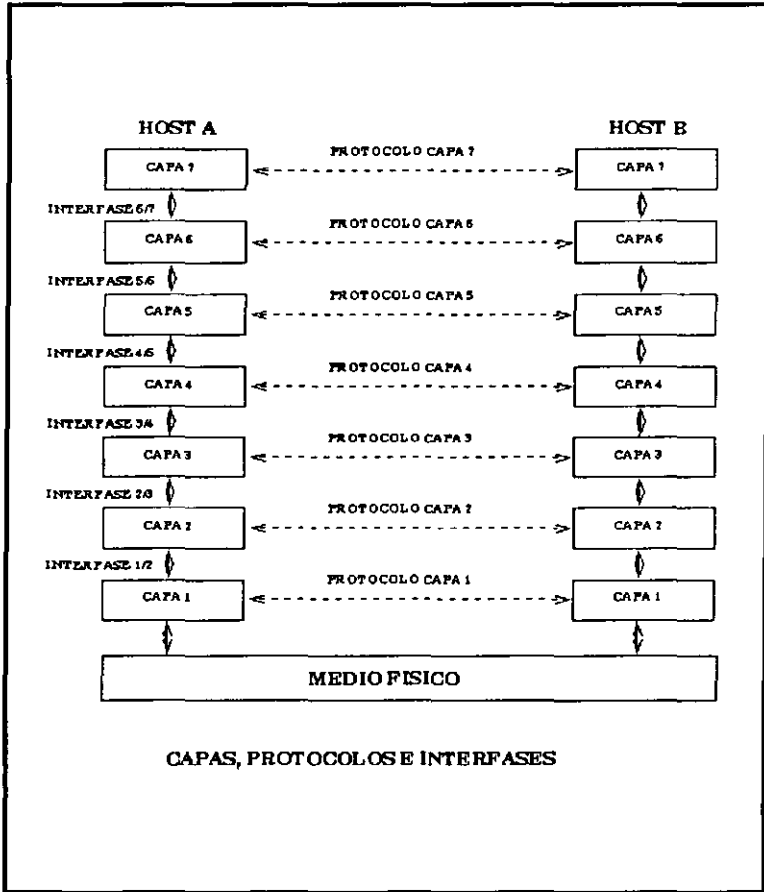 HOST A
HOST B
PROTOCOLO CAPA 7
CAPA 7
CAPA 7
INTERFASE 6/7
PROTOCOLO CAPA 6
CAPA 6
CAPA 6
INTERFASE 5/6
PROTOCOLO CAPA 5
CAPA 5
CAPA 5
INTERFASE 4/5
PROTOCOLO CAPA 4
CAPA 4
CAPA 4
INTERFASE 3/4
PROTOCOLO CAPA 3
CAPA 3
CAPA 3
INTERFASE 2/3
PROTOCOLO CAPA 2
CAPA 2
CAPA 2
INTERFASE 1/2
PROTOCOLO CAPA 1
CAPA 1
CAPA 1
MEDIO FISICO
CAPAS, PROTOCOLOS E INTERFASES